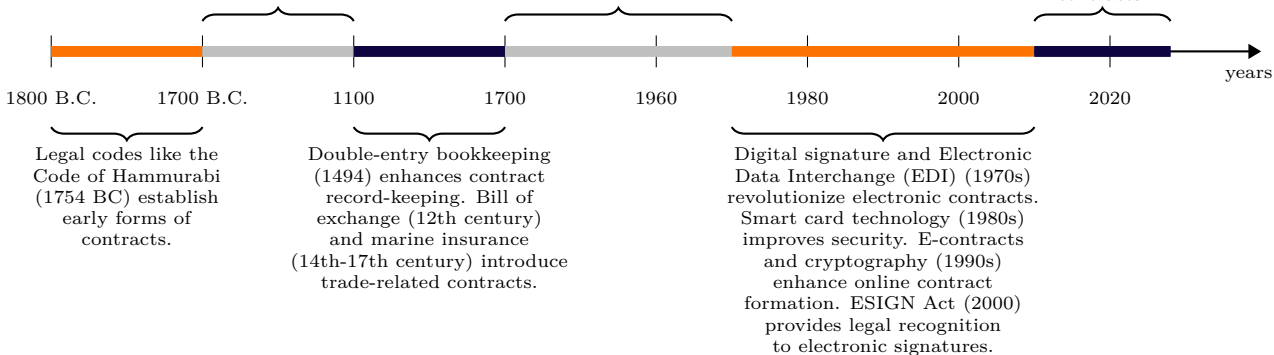 years
1800 B.C. 1700 B.C. 1100 1700 1960 1980 2000 2020
Legal codes like the
Code of Hammurabi
(1754 BC) establish
early forms of
contracts.
Double-entry bookkeeping
(1494) enhances contract
record-keeping. Bill of
exchange (12th century)
and marine insurance
(14th-17th century) introduce
trade-related contracts.
Digital signature and Electronic
Data Interchange (EDI) (1970s)
revolutionize electronic contracts.
Smart card technology (1980s)
improves security. E-contracts
and cryptography (1990s)
enhance online contract
formation. ESIGN Act (2000)
provides legal recognition
to electronic signatures.